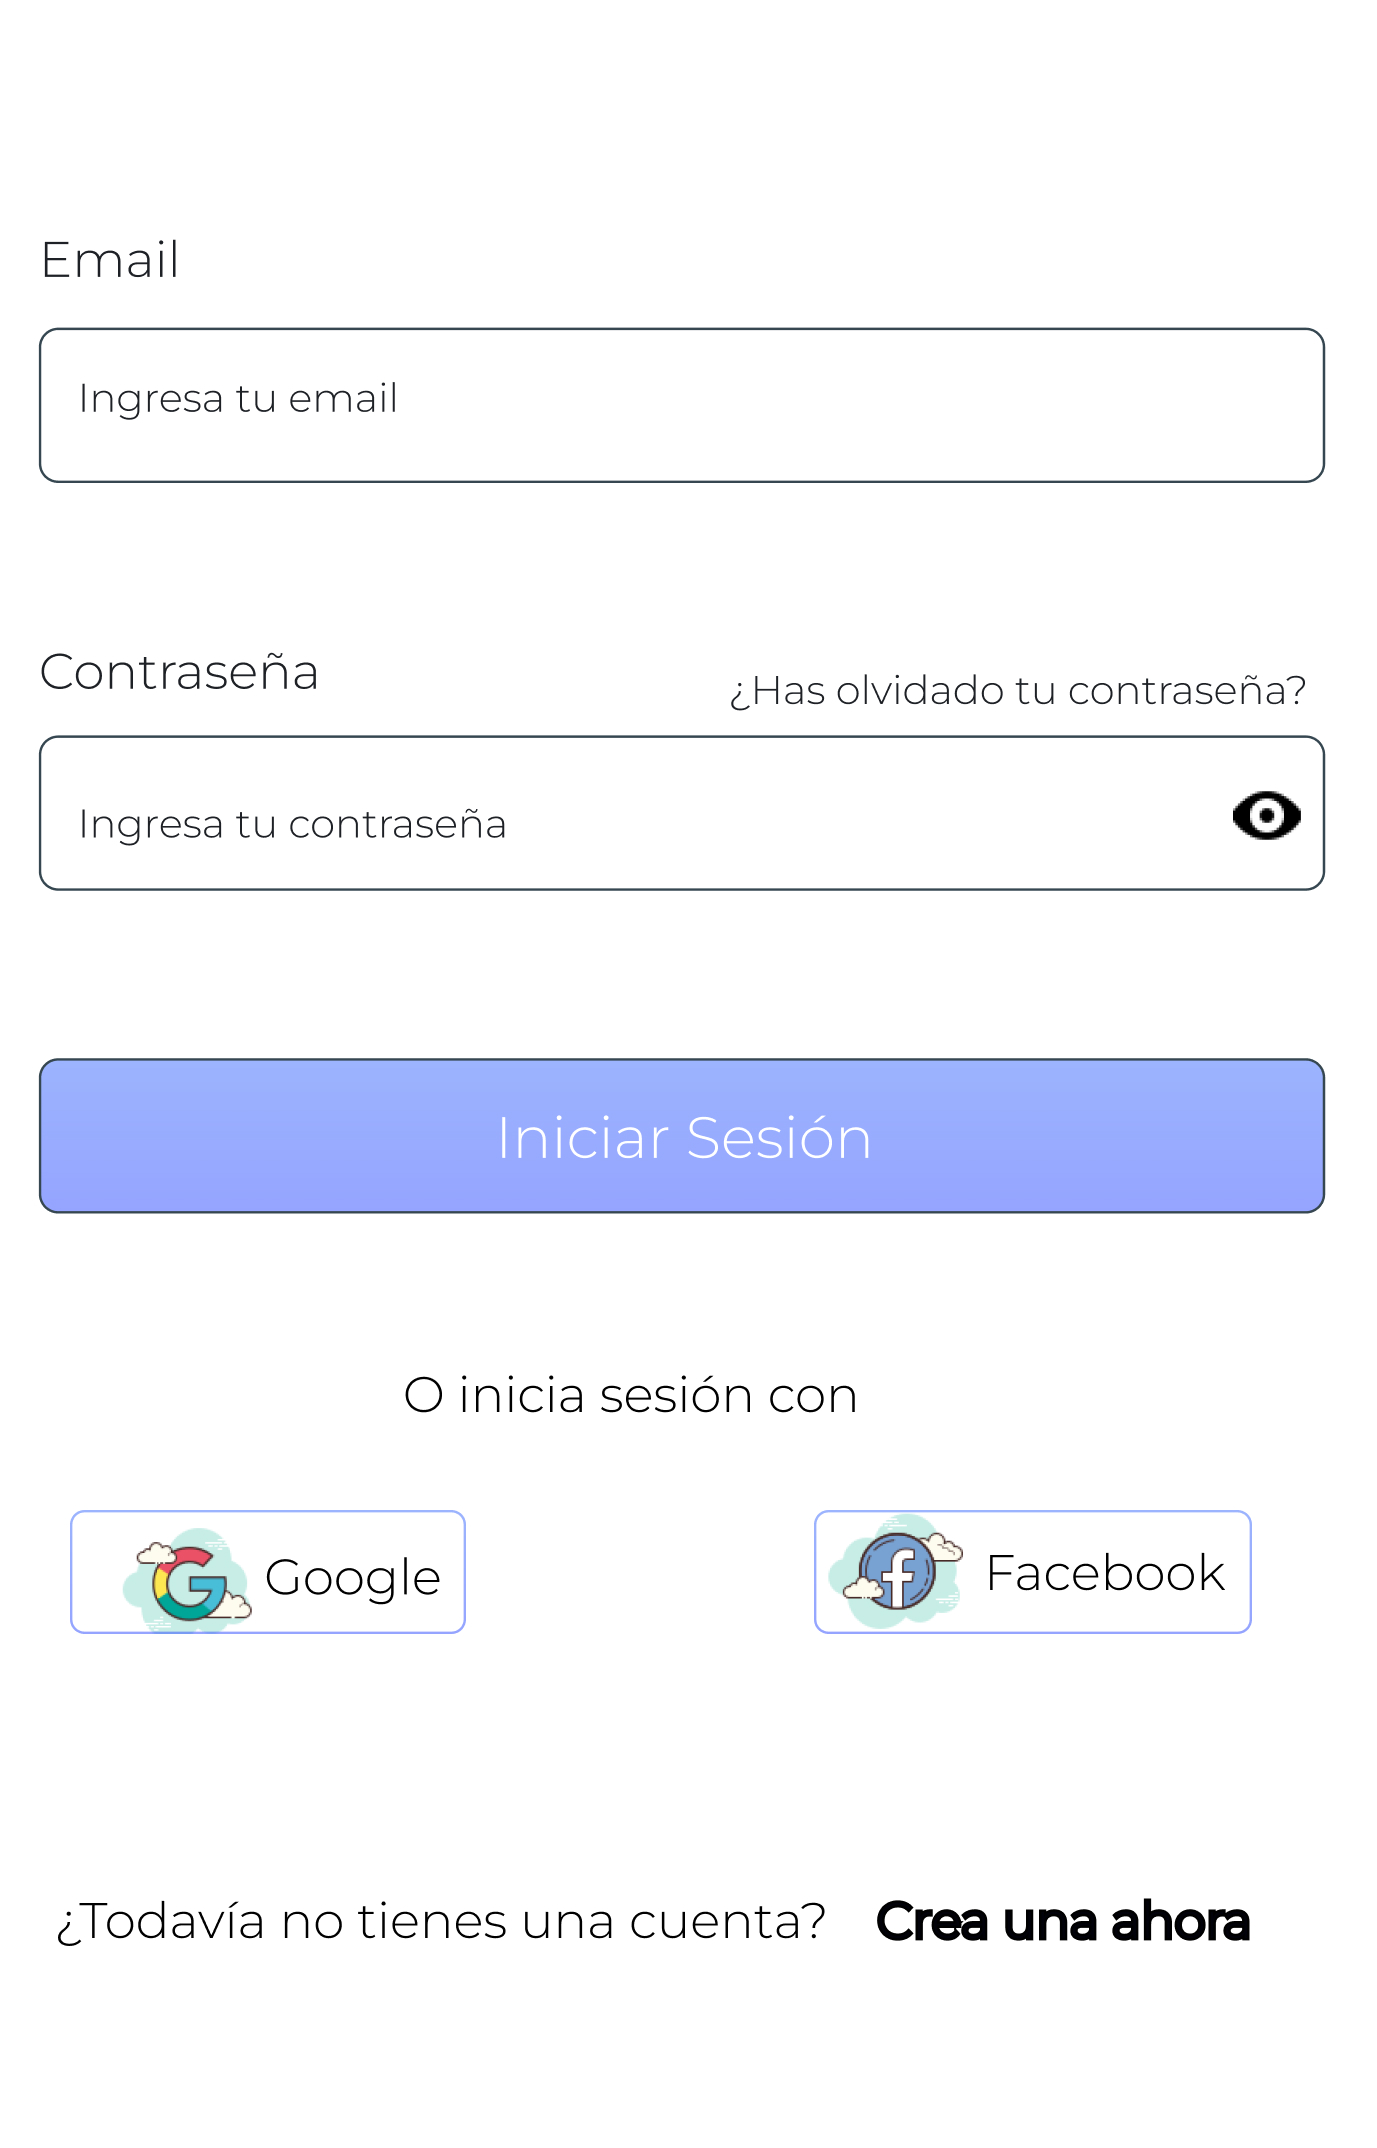 Email
Ingresa tu email
Contraseña
¿Has olvidado tu contraseña?
Ingresa tu contraseña
Iniciar Sesión
O inicia sesión con
Google
Facebook
¿Todavía no tienes una cuenta? Crea una ahora